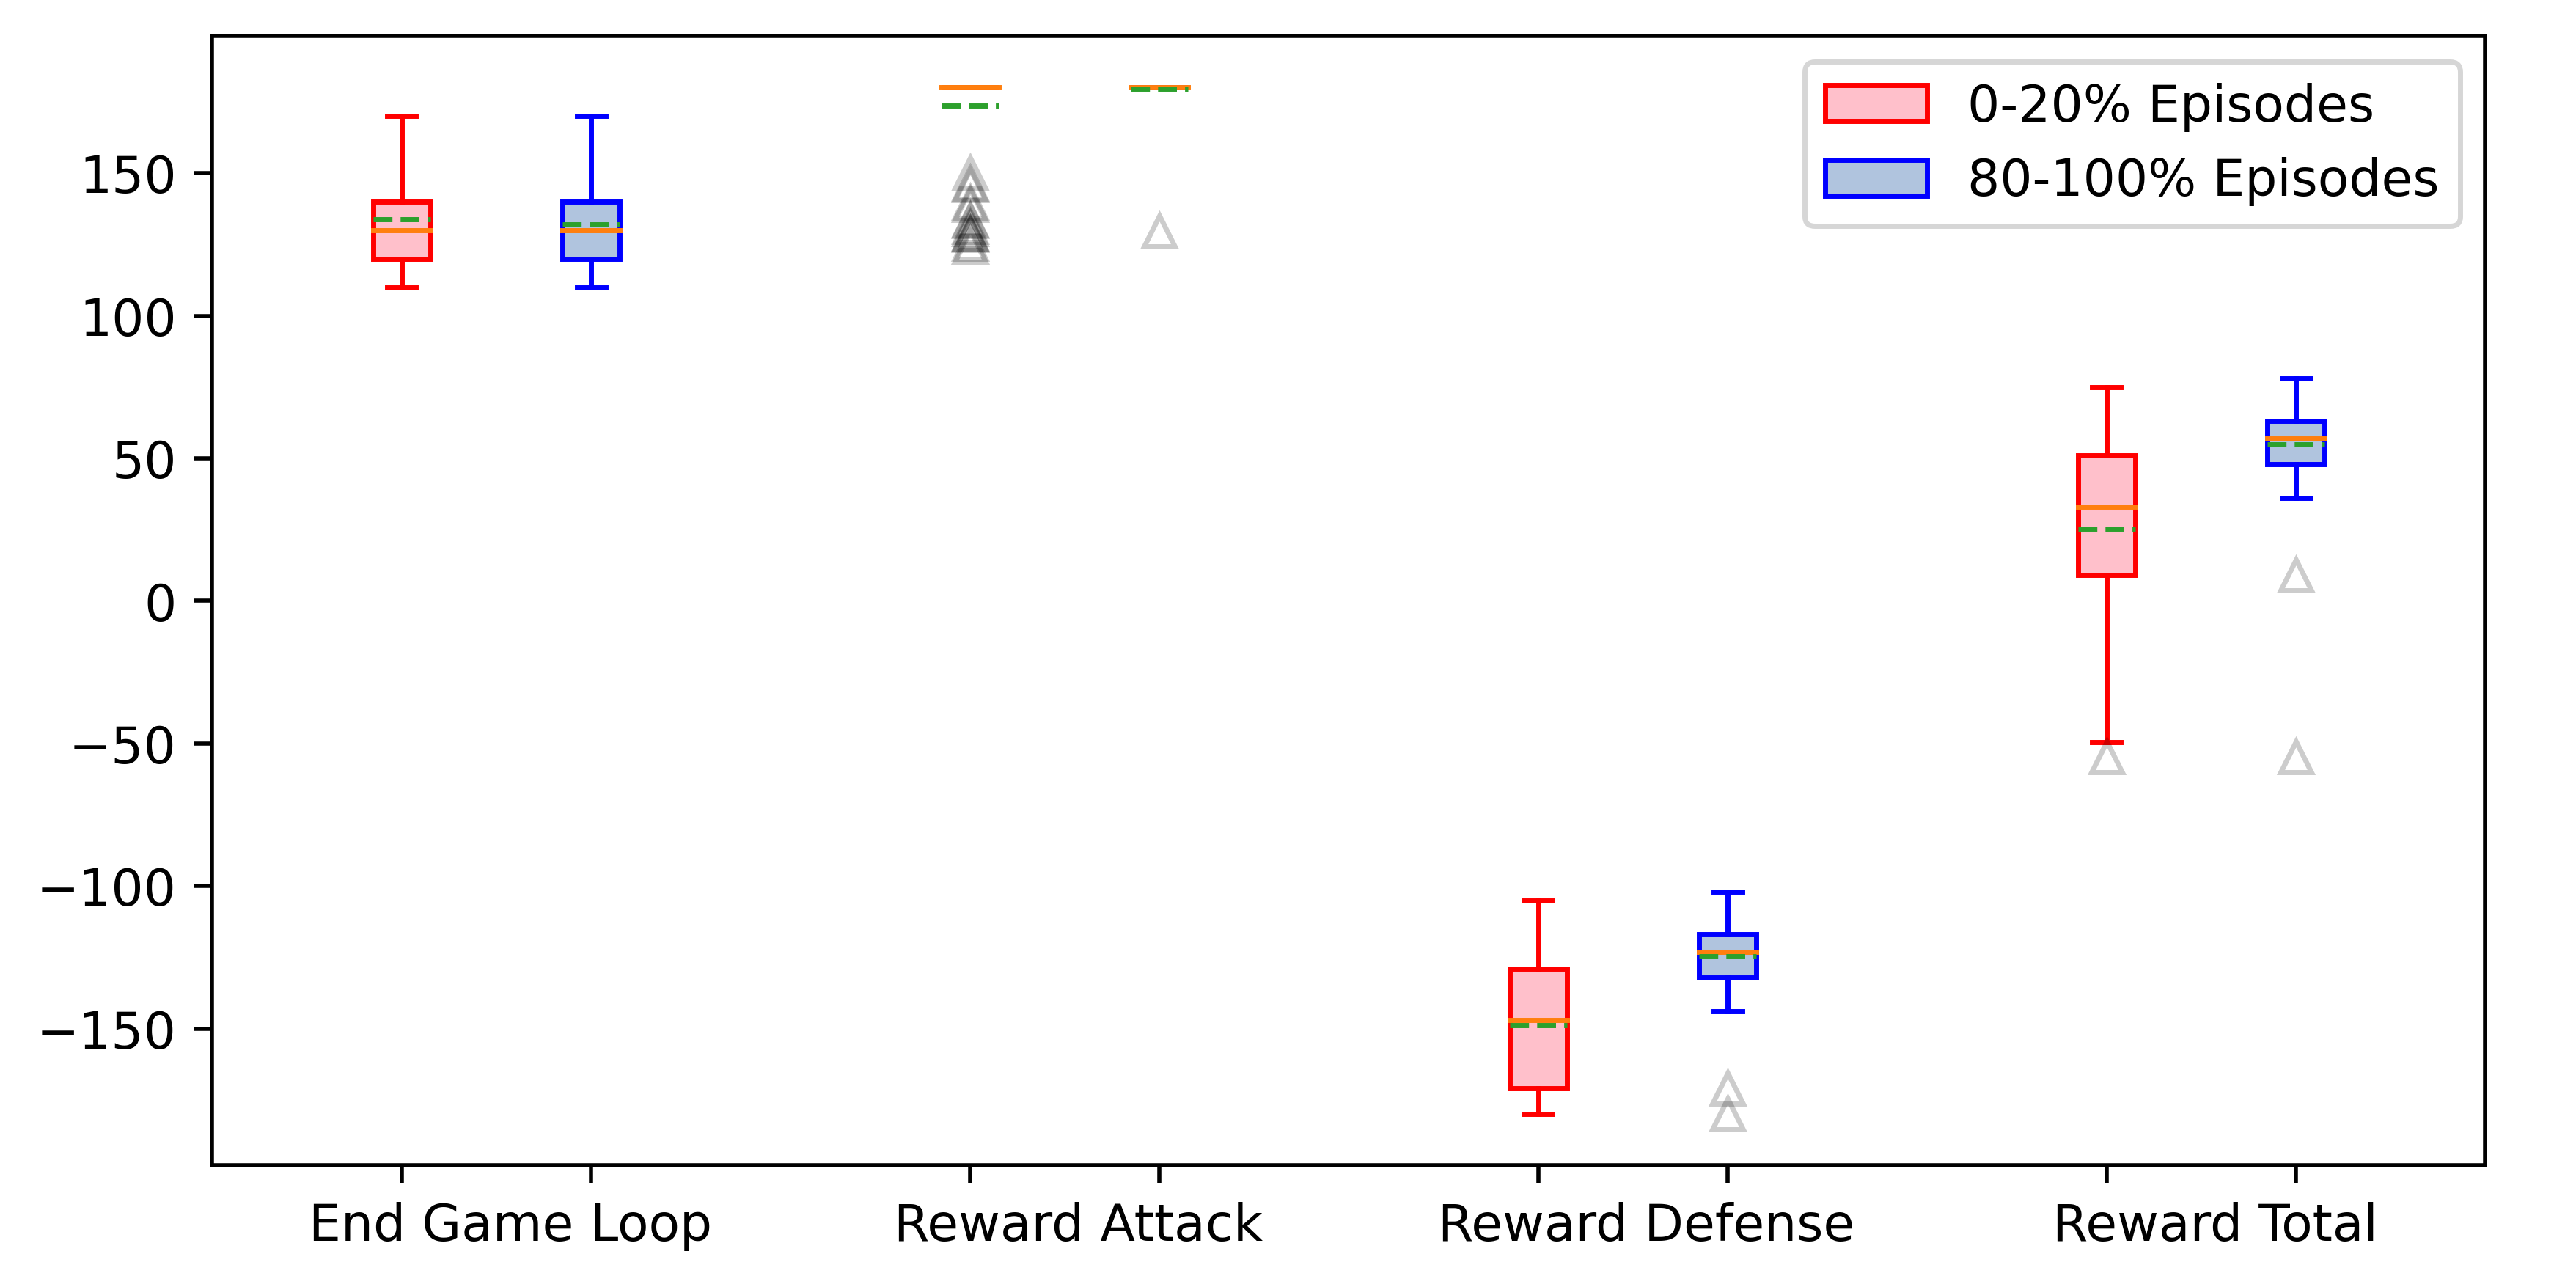 0-20% Episodes
80-100% Episodes
150
100
50
0
−50
−100
−150
End Game Loop
Reward Attack
Reward Defense
Reward Total